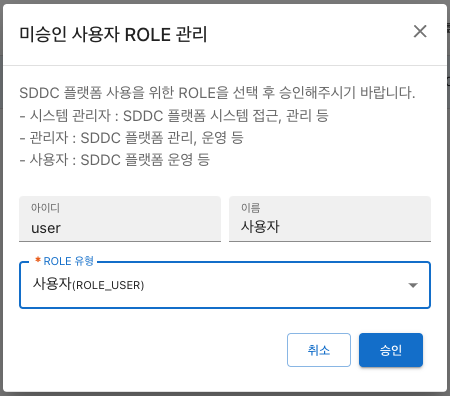 미승인 사용자 ROLE 관리
SDDC 플랫폼 사용을 위한 ROLE을 선택 후 승인해주시기 바랍니다.
- 시스템 관리자 : SDDC 플랫폼 시스템 접근, 관리 등
- 관리자 : SDDC 플랫폼 관리, 운영 등
- 사용자 : SDDC 플랫폼 운영 등
아이디
user
이름
사용자
* ROLE 유형
사용자(ROLE_USER)
취소
승인